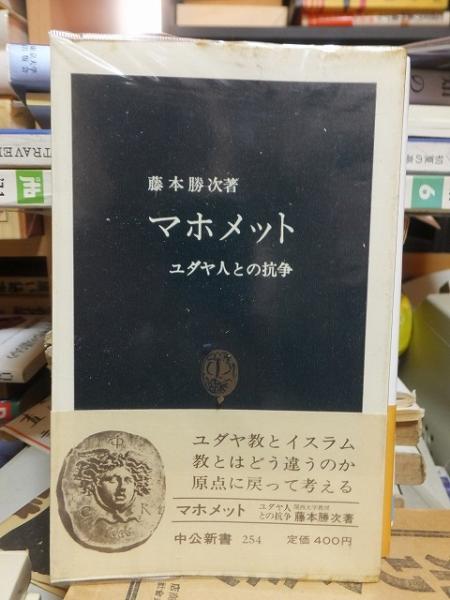 藤本勝次著
マホメット
ユダヤ人との抗争
ユダヤ教とイスラム
教とはどう違うのか
原点に戻って考える
マホメット ユダヤ人との抗争 関西大学教授 藤本勝次著
中公新書 254 定価 400円
TRAVEL
6